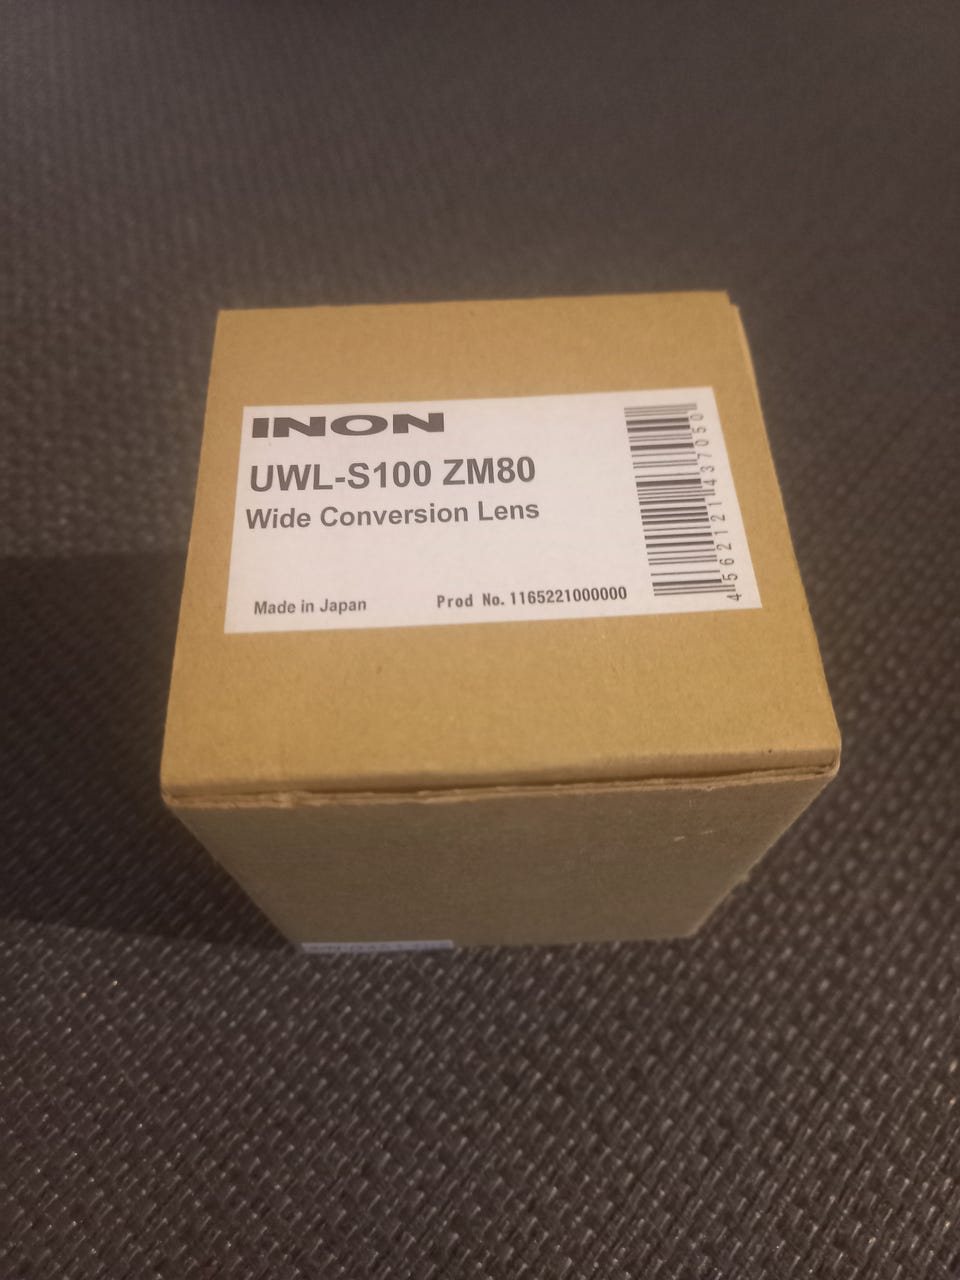 INON
UWL-S100 ZM80
Wide Conversion Lens
Made in Japan
Prod No. 1165221000000
4562121437050